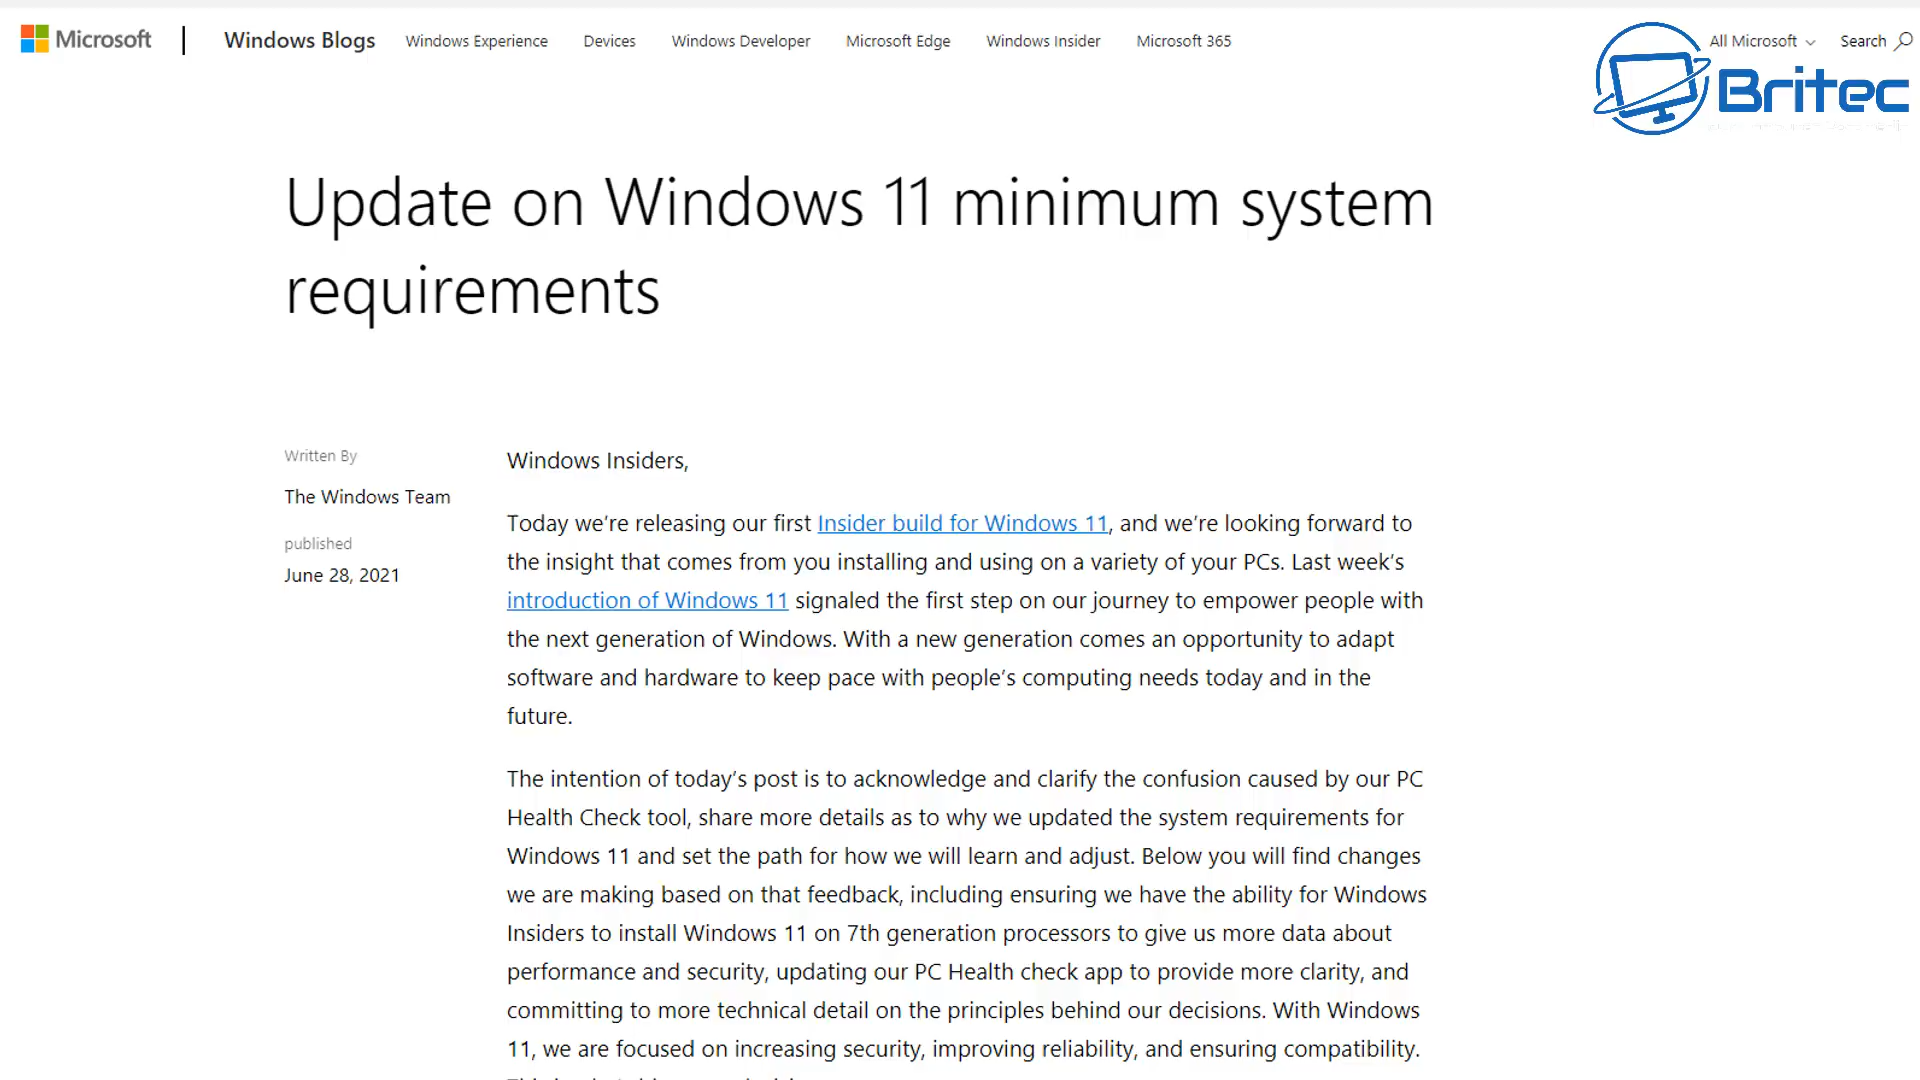 Microsoft
Windows Blogs
Windows Experience
Devices
Windows Developer
Microsoft Edge
Windows Insider
Microsoft 365
All Microsoft
Search
Britec
Update on Windows 11 minimum system
requirements
Written By
The Windows Team
published
June 28, 2021
Windows Insiders,
Today we’re releasing our first Insider build for Windows 11, and we’re looking forward to
the insight that comes from you installing and using on a variety of your PCs. Last week’s
introduction of Windows 11 signaled the first step on our journey to empower people with
the next generation of Windows. With a new generation comes an opportunity to adapt
software and hardware to keep pace with people’s computing needs today and in the
future.
The intention of today’s post is to acknowledge and clarify the confusion caused by our PC
Health Check tool, share more details as to why we updated the system requirements for
Windows 11 and set the path for how we will learn and adjust. Below you will find changes
we are making based on that feedback, including ensuring we have the ability for Windows
Insiders to install Windows 11 on 7th generation processors to give us more data about
performance and security, updating our PC Health check app to provide more clarity, and
committing to more technical detail on the principles behind our decisions. With Windows
11, we are focused on increasing security, improving reliability, and ensuring compatibility.